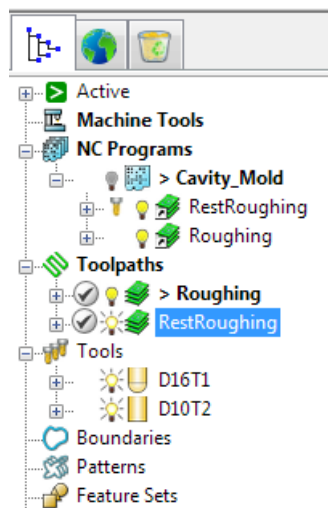 Active
Machine Tools
NC Programs
> Cavity_Mold
RestRoughing
Roughing
Toolpaths
> Roughing
RestRoughing
Tools
D16T1
D10T2
Boundaries
Patterns
Feature Sets